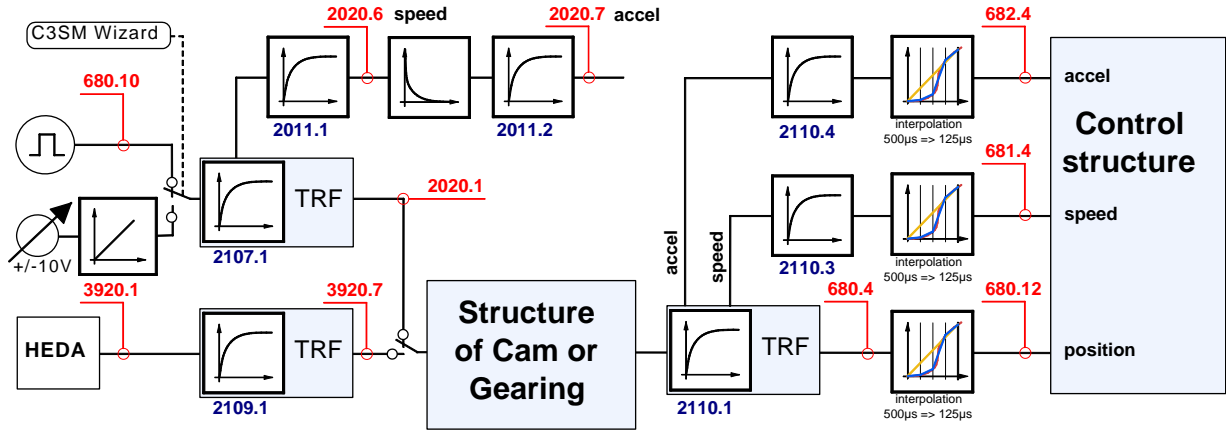 C3SM Wizard
680.10
2020.6
speed
2020.7
accel
2011.1
2011.2
TRF
2107.1
2020.1
+/-10V
3920.1
HEDA
TRF
2109.1
3920.7
Structure
of Cam or
Gearing
accel
speed
TRF
2110.1
2110.4
2110.3
680.4
682.4
interpolation
500µs => 125µs
681.4
interpolation
500µs => 125µs
680.12
interpolation
500µs => 125µs
accel
Control
structure
speed
position